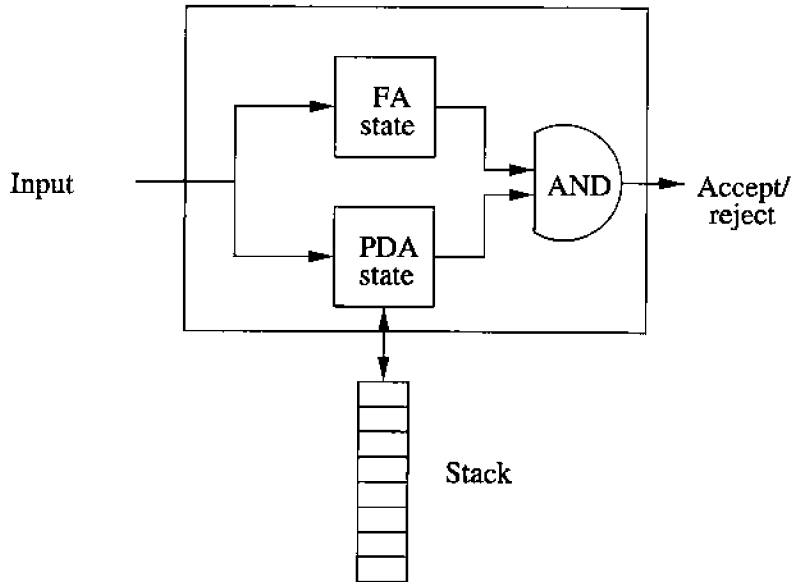 FA
state
Input
AND
Accept/
reject
PDA
state
Stack